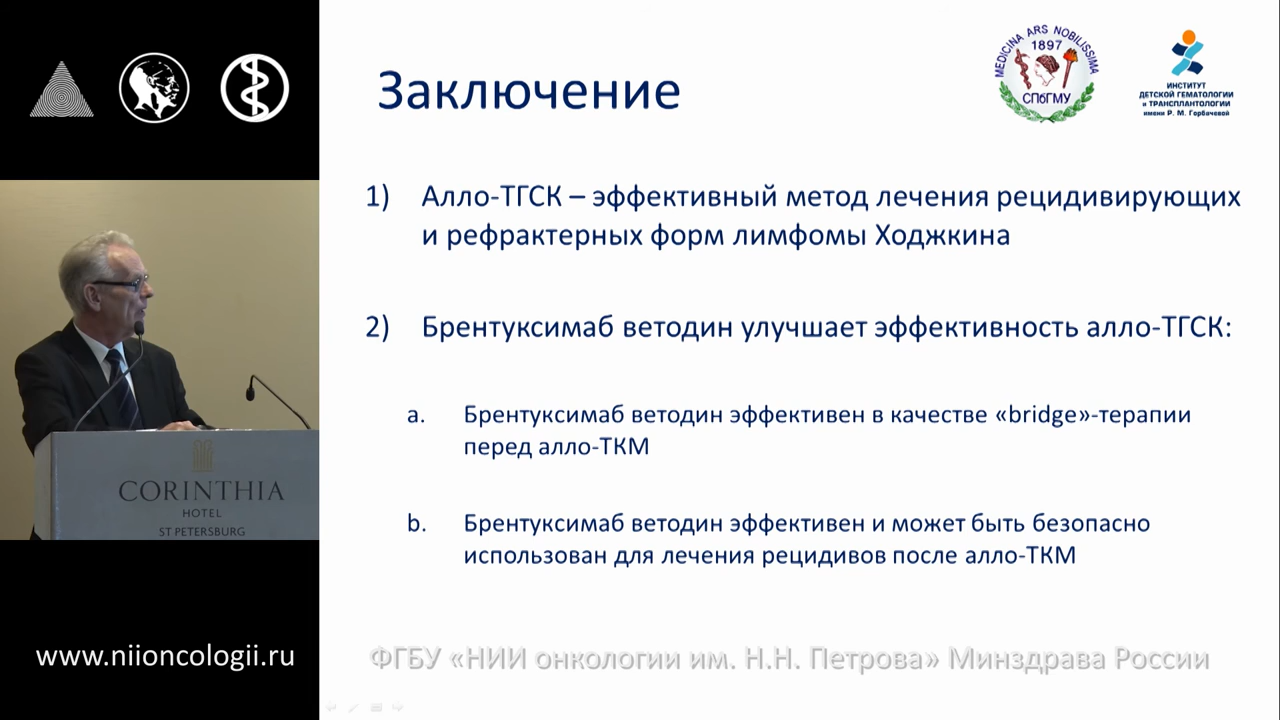 Заключение
MEDICINA ARS NOBILISSIMA
1897
СПбГМУ
ИНСТИТУТ
ДЕТСКОЙ ГЕМАТОЛОГИИ
и ТРАНСПЛАНТОЛОГИИ
имени Р. М. Горбачевой
1) Алло-ТГСК – эффективный метод лечения рецидивирующих
и рефрактерных форм лимфомы Ходжкина
2) Брентуксимаб ветодин улучшает эффективность алло-ТГСК:
a. Брентуксимаб ветодин эффективен в качестве «bridge»-терапии
перед алло-ТКМ
b. Брентуксимаб ветодин эффективен и может быть безопасно
использован для лечения рецидивов после алло-ТКМ
CORINTHIA
HOTEL
ST PETERSBURG
www.niioncologii.ru
ФГБУ «НИИ онкологии им. Н.Н. Петрова» Минздрава России